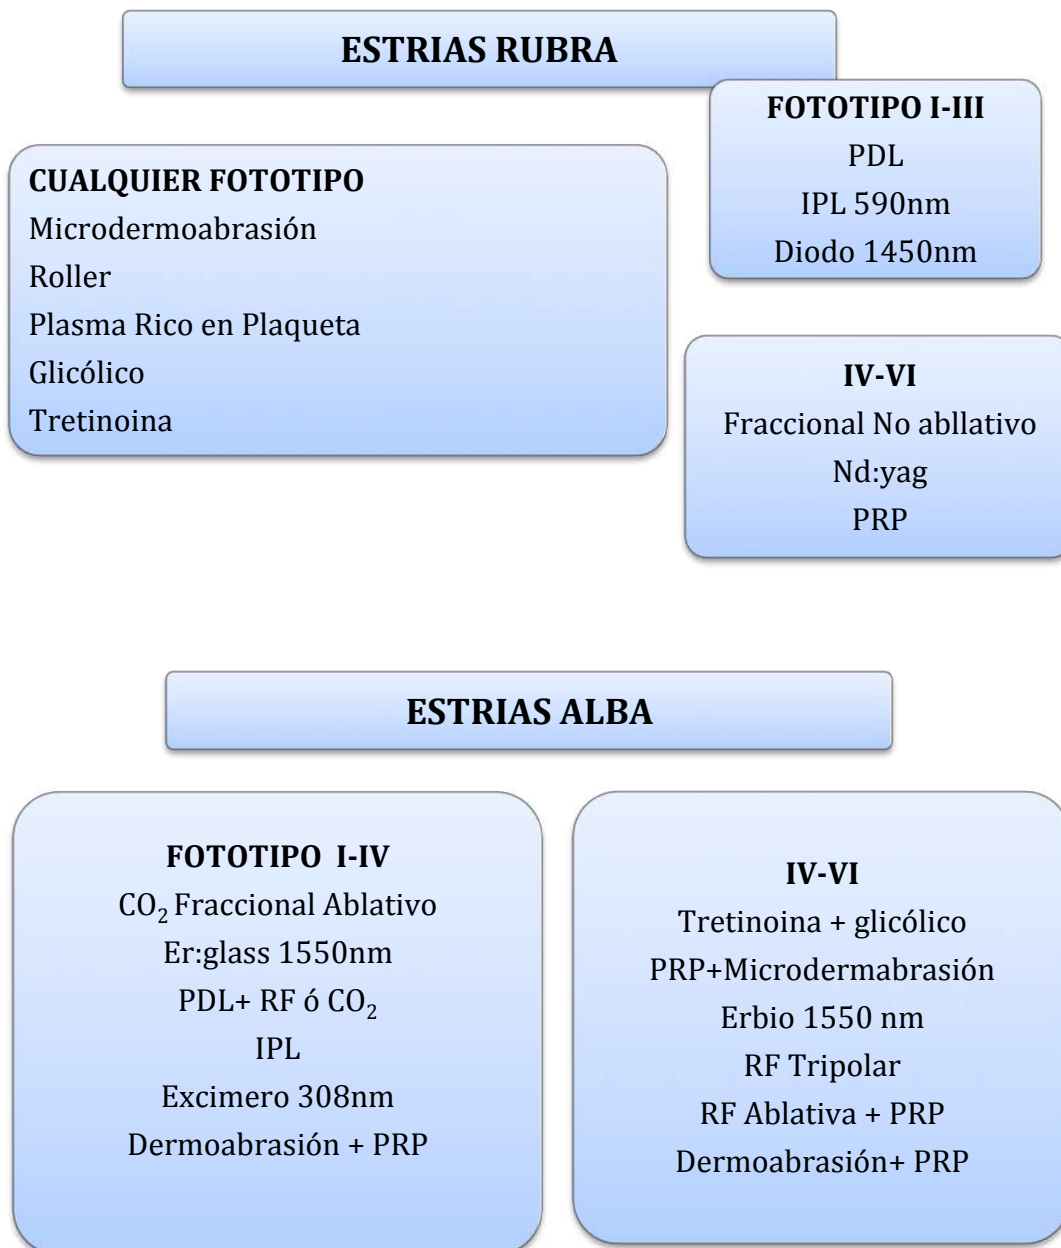 ESTRIAS RUBRA
FOTOTIPO I-III
PDL
IPL 590nm
Diodo 1450nm
CUALQUIER FOTOTIPO
Microdermoabrasión
Roller
Plasma Rico en Plaqueta
Glicólico
Tretinoina
IV-VI
Fraccional No abllativo
Nd:yag
PRP
ESTRIAS ALBA
FOTOTIPO I-IV
CO₂ Fraccional Ablativo
Er:glass 1550nm
PDL+ RF ó CO₂
IPL
Excimero 308nm
Dermoabrasión + PRP
IV-VI
Tretinoina + glicólico
PRP+Microdermabrasión
Erbio 1550 nm
RF Tripolar
RF Ablativa + PRP
Dermoabrasión+ PRP